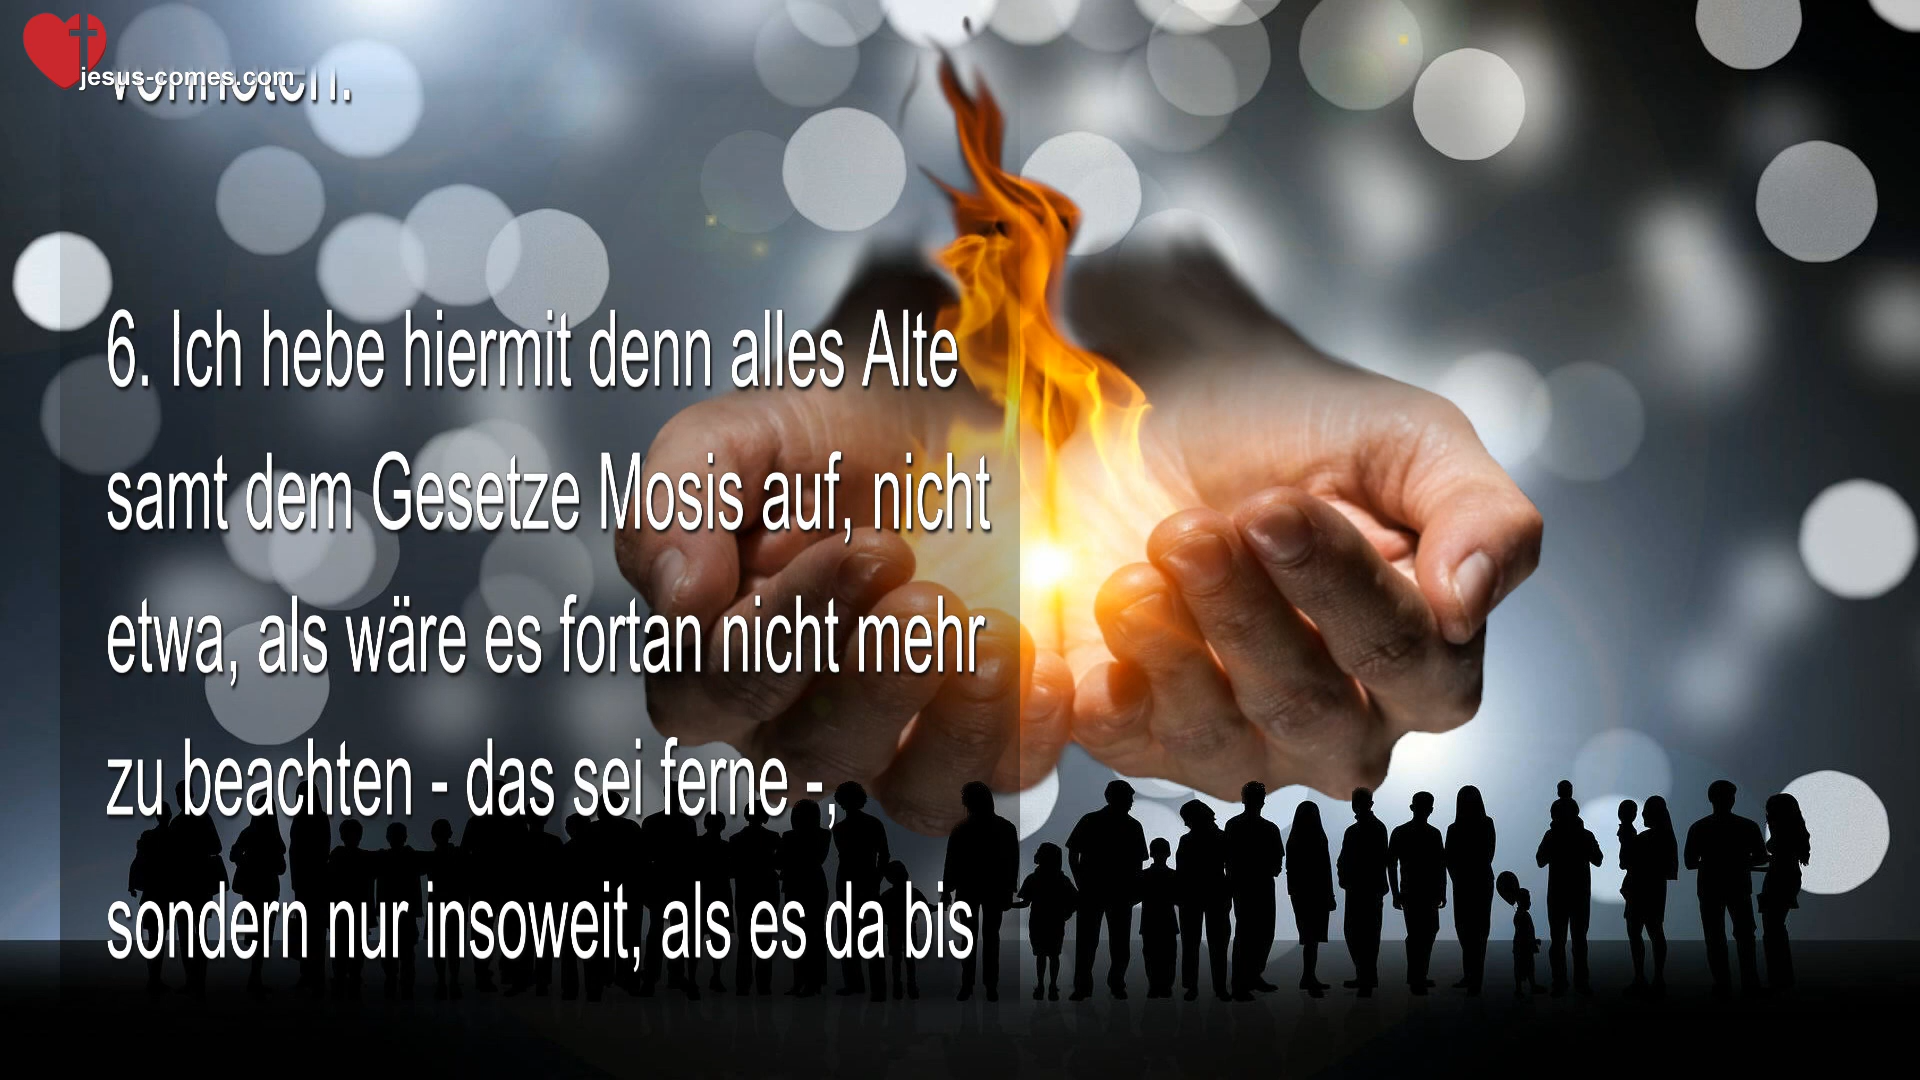 jesus-comes.com
vonnöten.
6. Ich hebe hiermit denn alles Alte
samt dem Gesetze Mosis auf, nicht
etwa, als wäre es fortan nicht mehr
zu beachten - das sei ferne -,
sondern nur insoweit, als es da bis